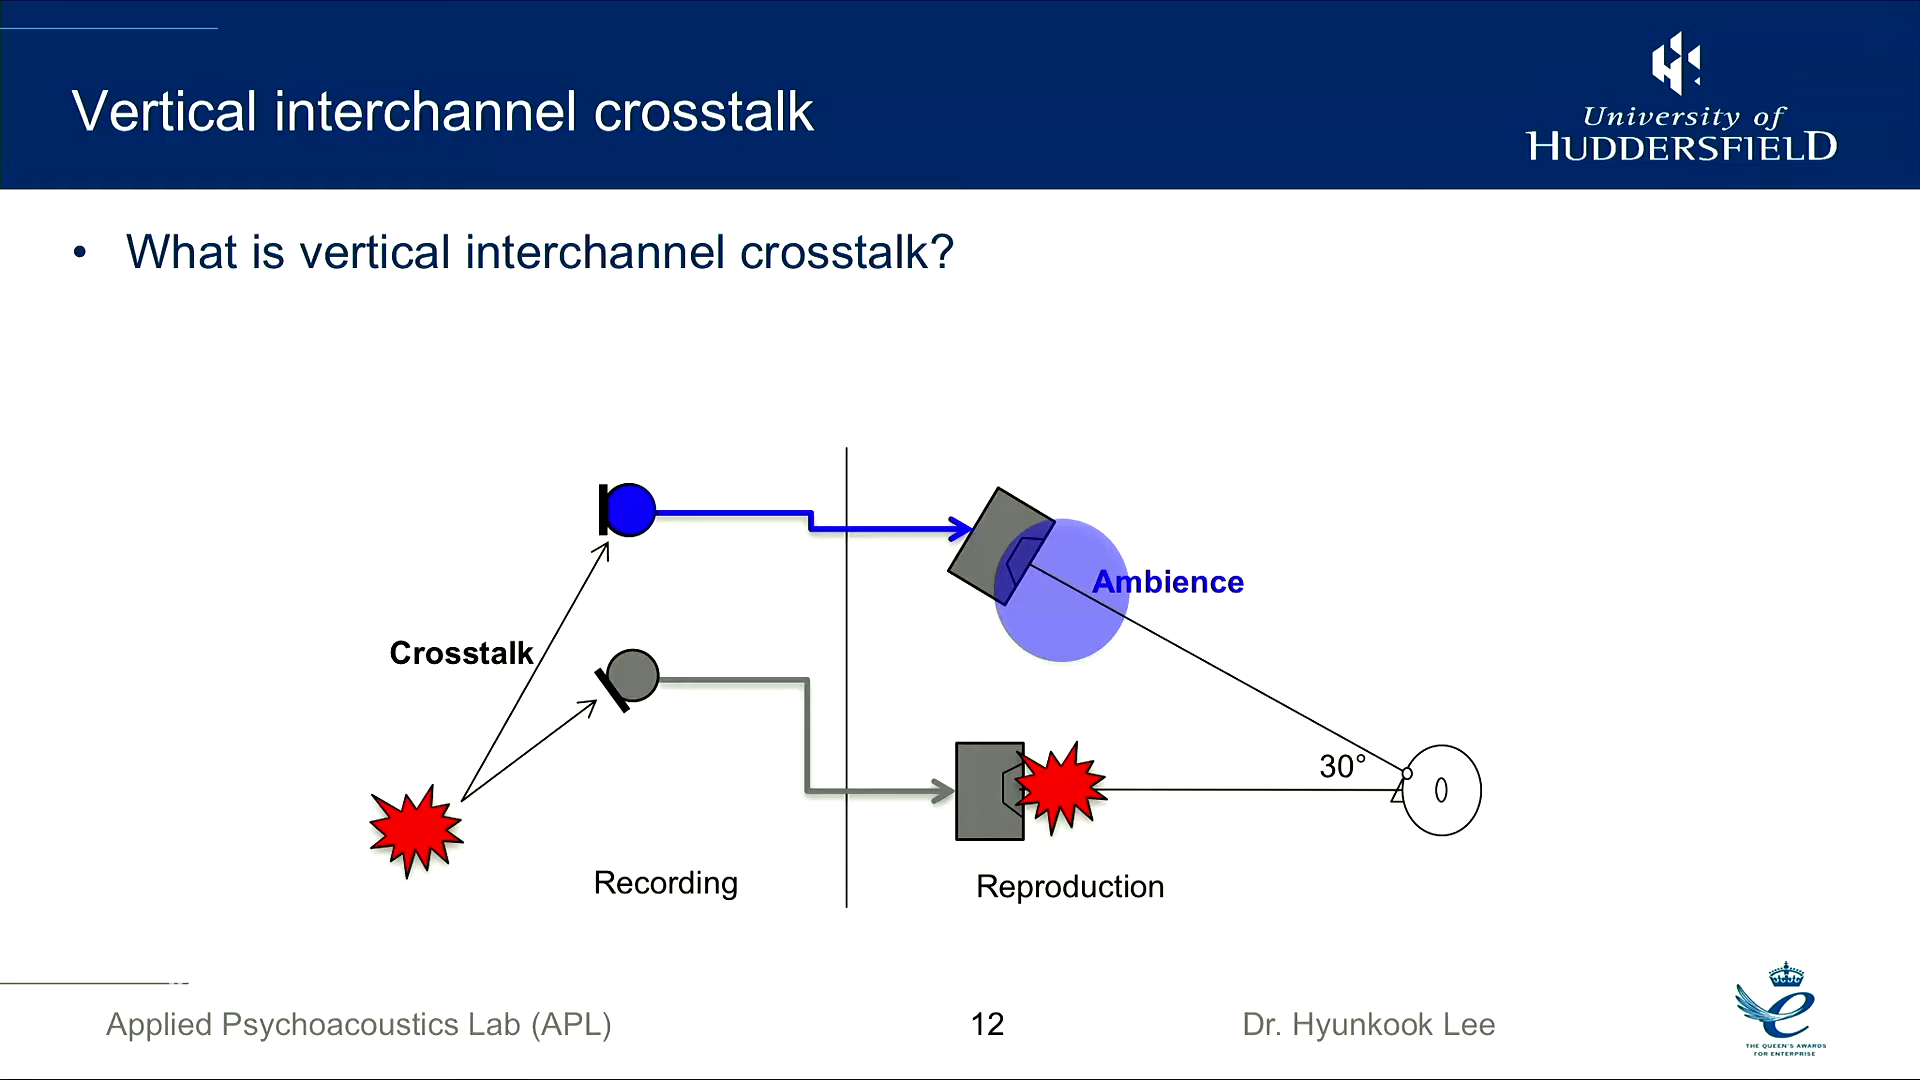 Vertical interchannel crosstalk
University of
HUDDERSFIELD
• What is vertical interchannel crosstalk?
Ambience
Crosstalk
30°
Recording
Reproduction
Applied Psychoacoustics Lab (APL)
12
Dr. Hyunkook Lee
THE QUEEN'S AWARDS
FOR ENTERPRISE